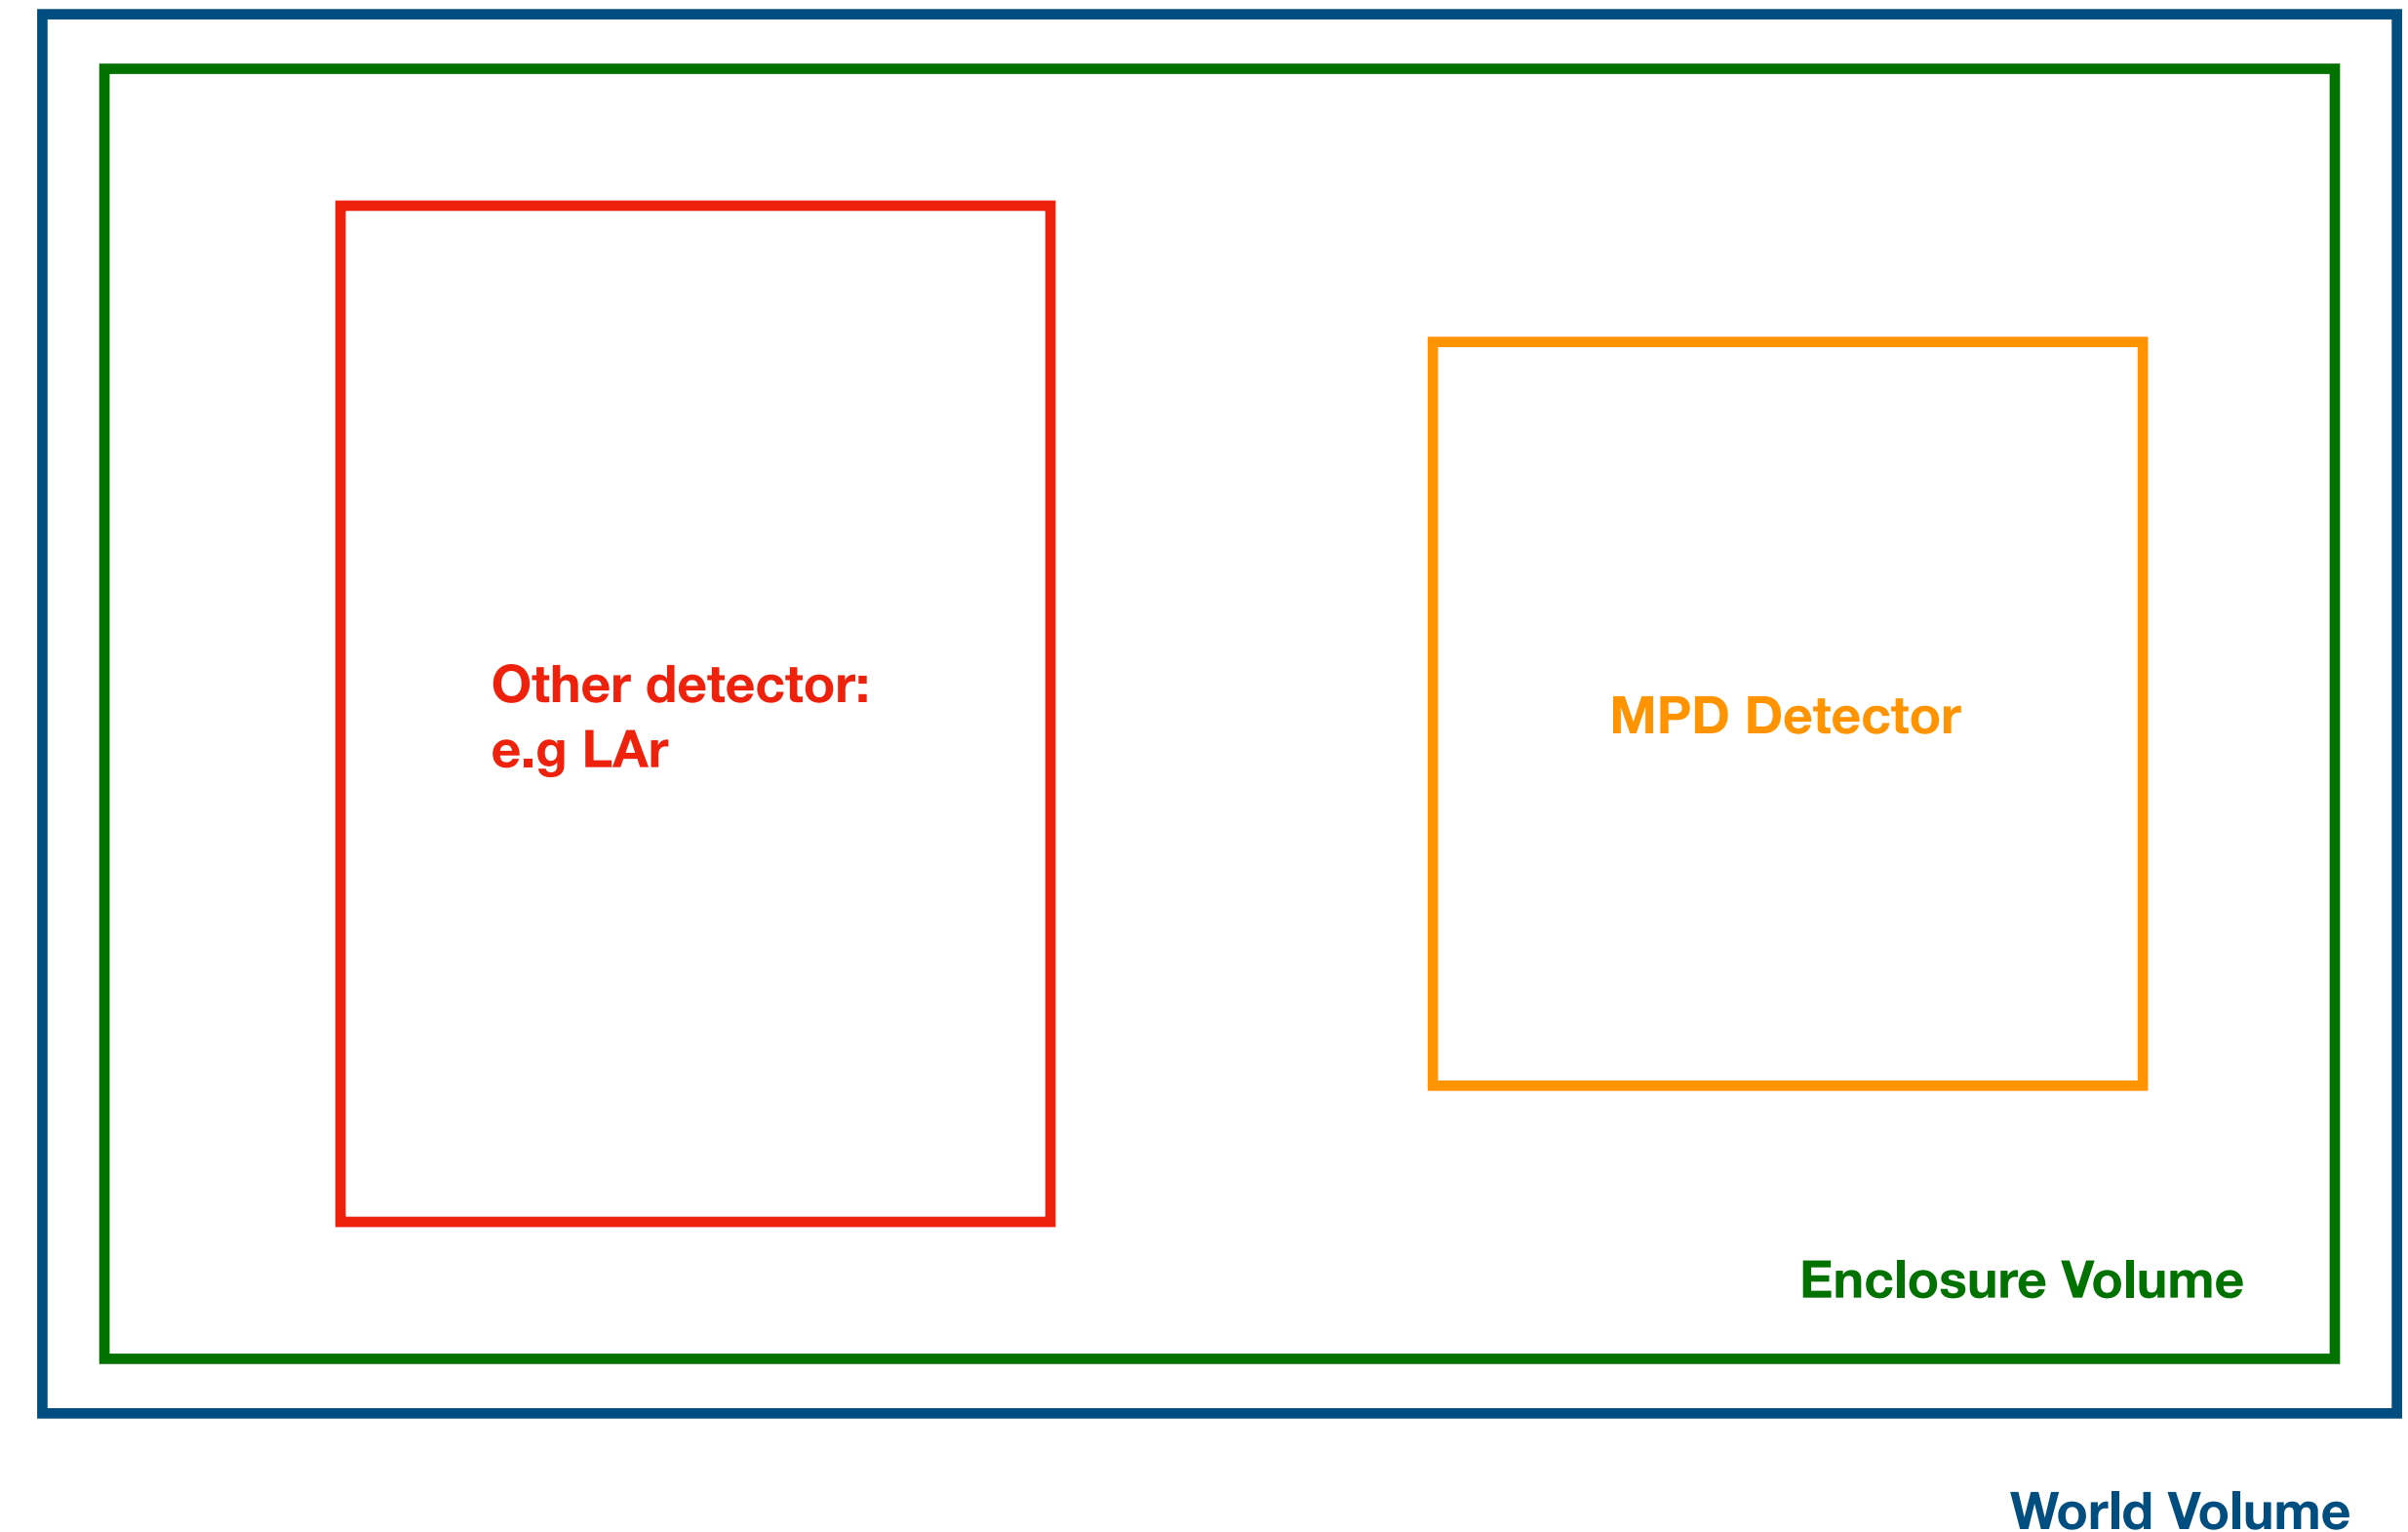 Other detector:
e.g LAr
MPD Detector
Enclosure Volume
World Volume